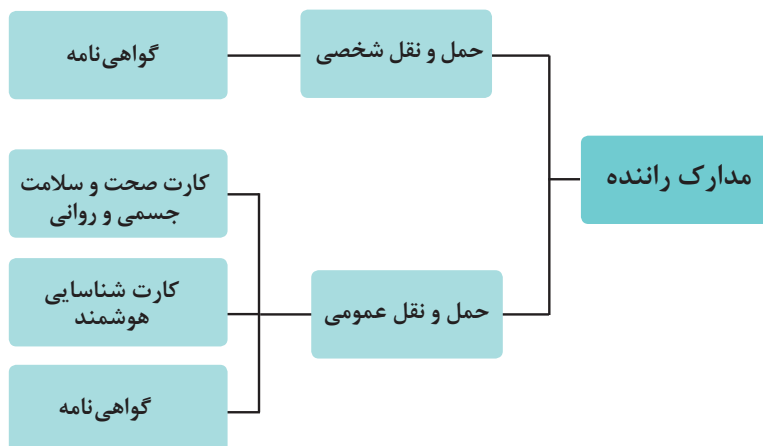 مدارک راننده
حمل و نقل شخصی
گواهی‌نامه
حمل و نقل عمومی
کارت صحت و سلامت
جسمی و روانی
کارت شناسایی
هوشمند
گواهی‌نامه